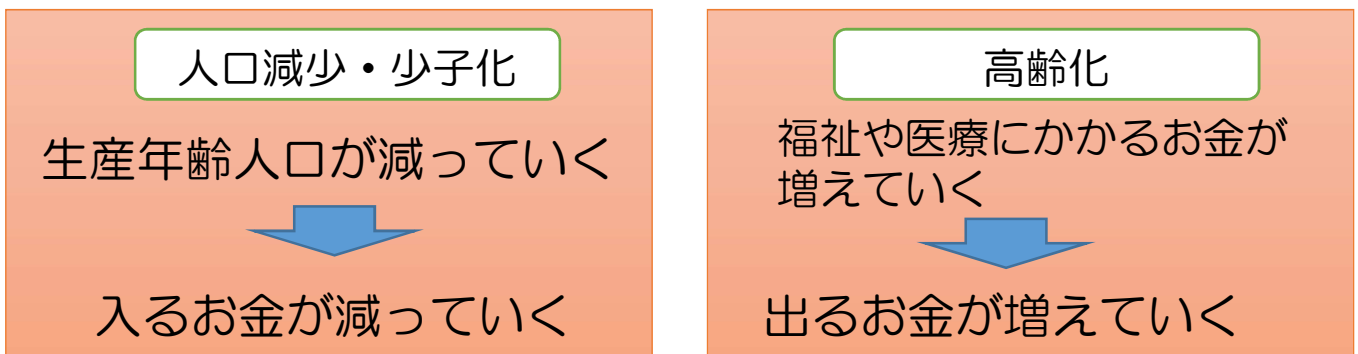 人口減少・少子化
生産年齢人口が減っていく
入るお金が減っていく
高齢化
福祉や医療にかかるお金が
増えていく
出るお金が増えていく